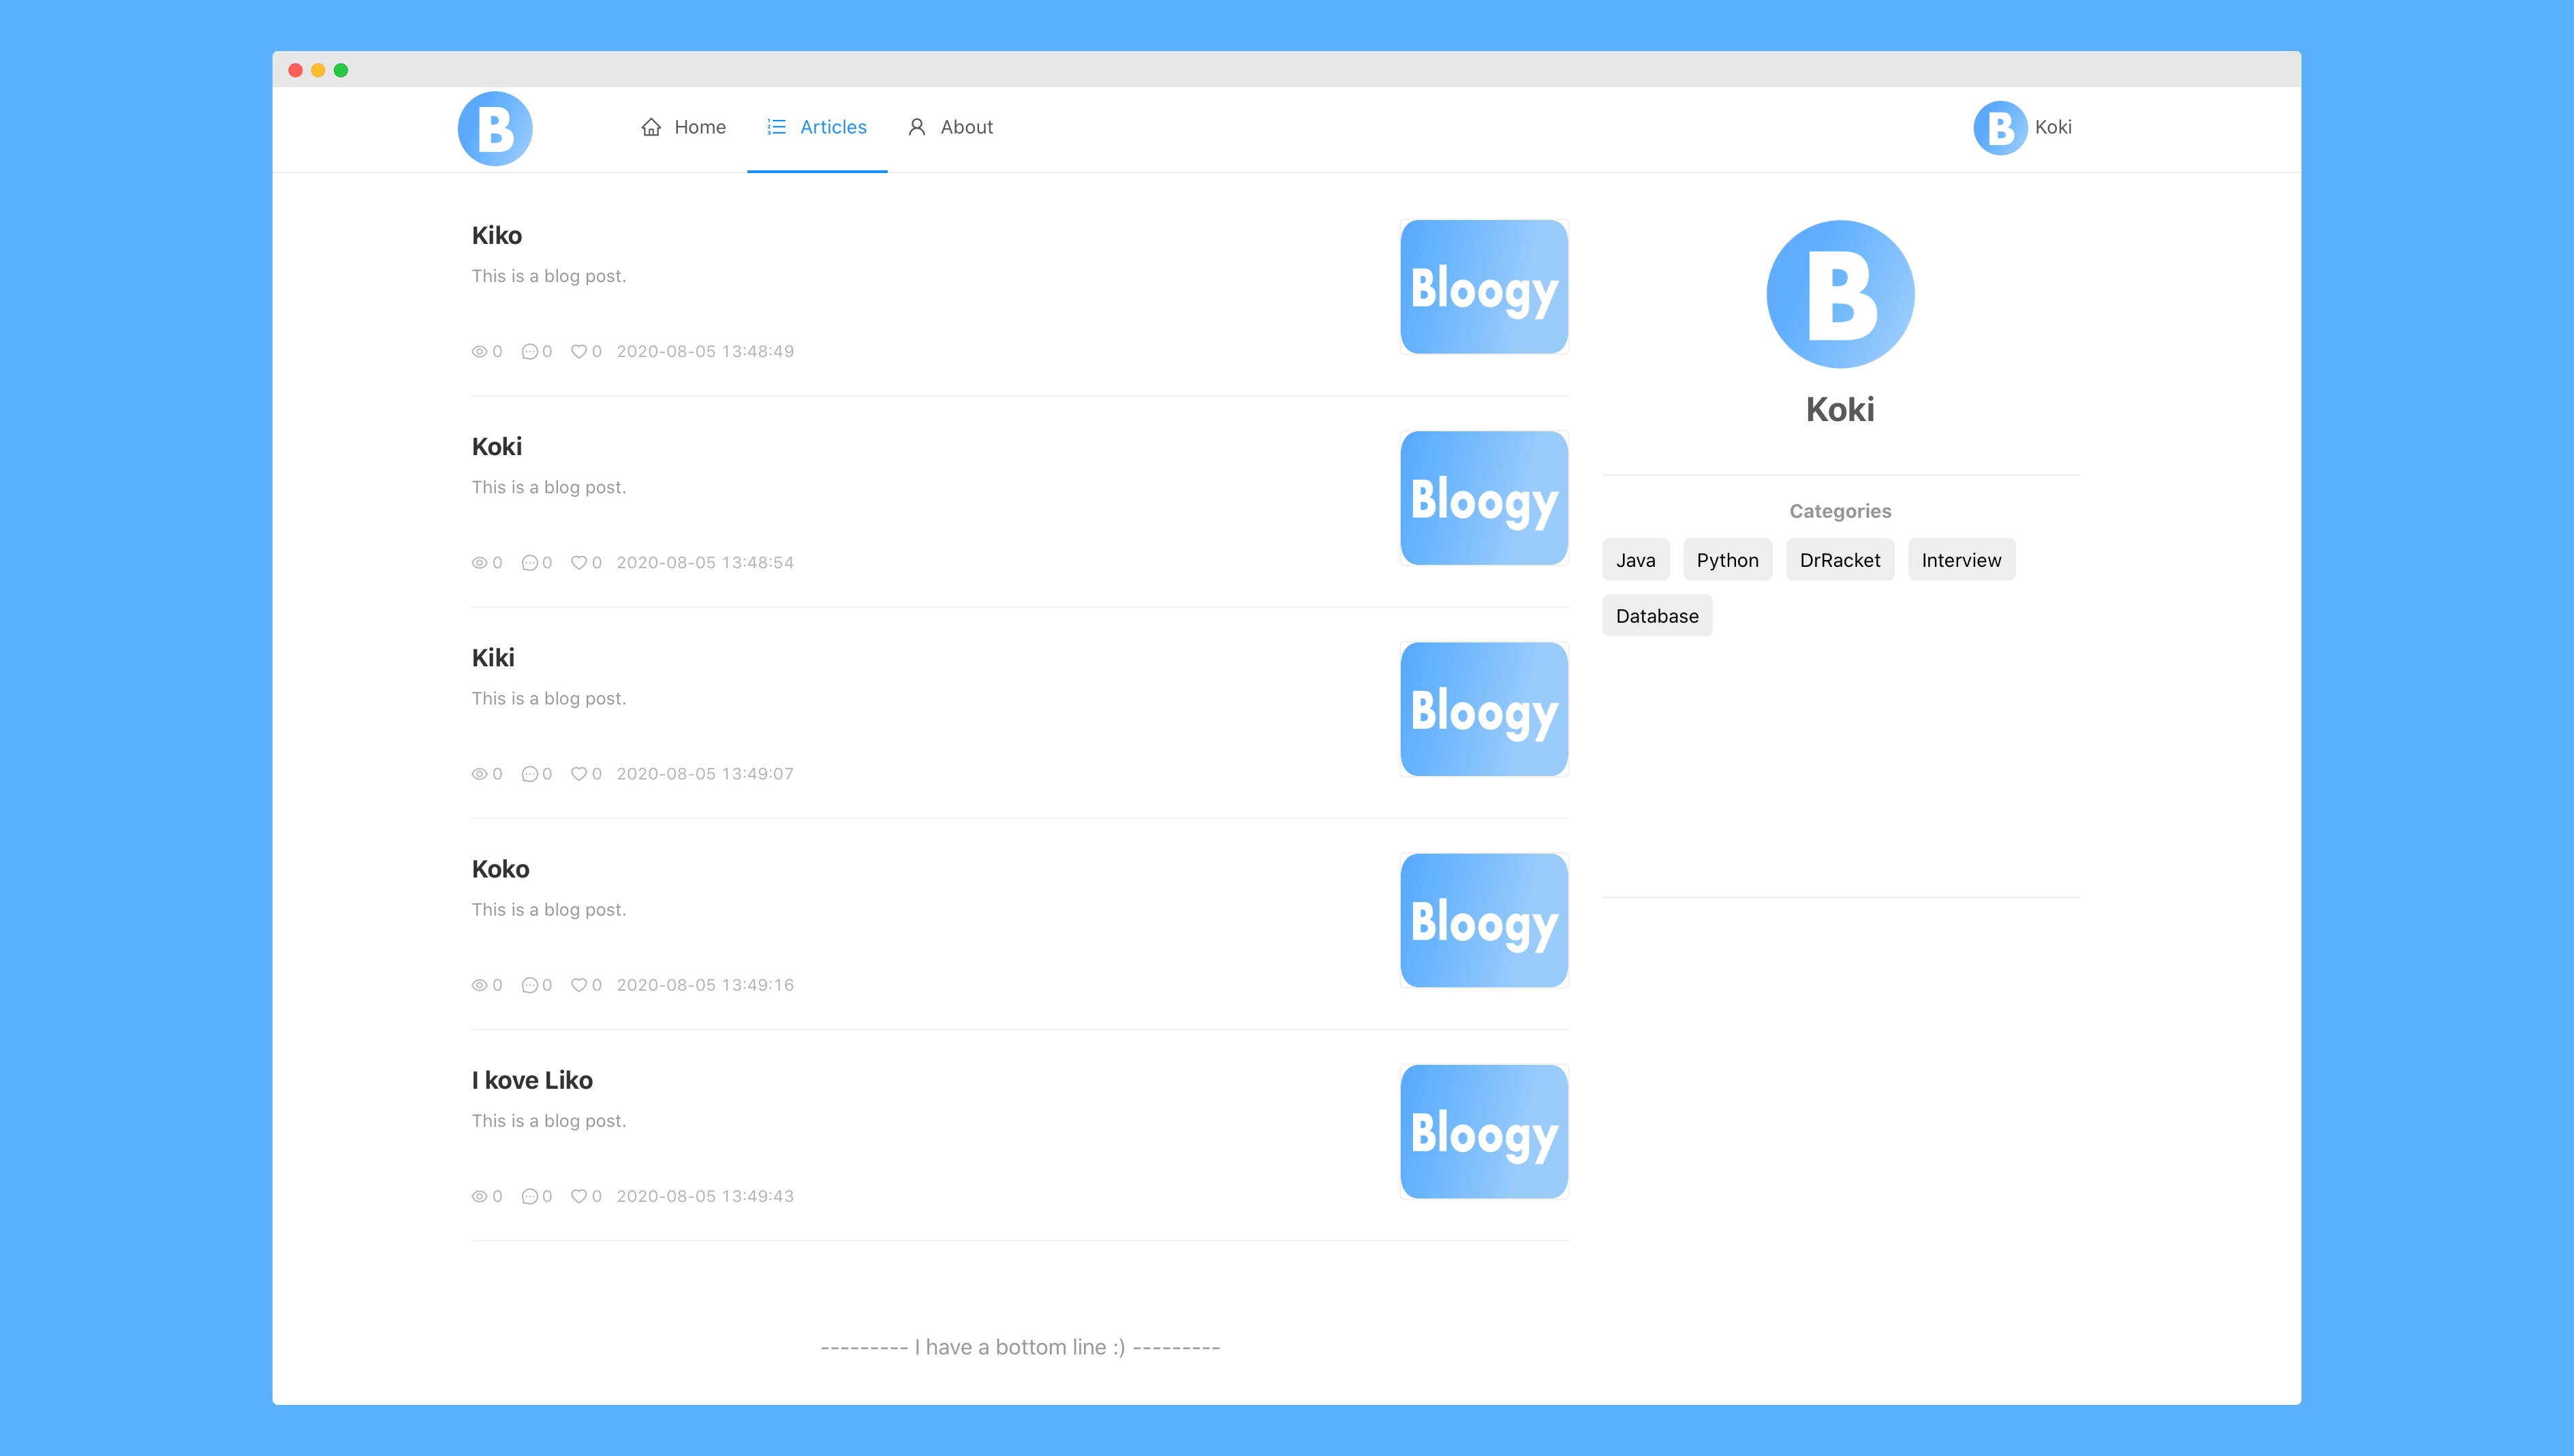 B
Home Articles About
B Koki
Kiko
This is a blog post.
0 0 0 2020-08-05 13:48:49
Bloogy
Koki
This is a blog post.
0 0 0 2020-08-05 13:48:54
Bloogy
Kiki
This is a blog post.
0 0 0 2020-08-05 13:49:07
Bloogy
Koko
This is a blog post.
0 0 0 2020-08-05 13:49:16
Bloogy
I kove Liko
This is a blog post.
0 0 0 2020-08-05 13:49:43
Bloogy
--------- I have a bottom line :) ---------
B
Koki
Categories
Java Python DrRacket Interview
Database